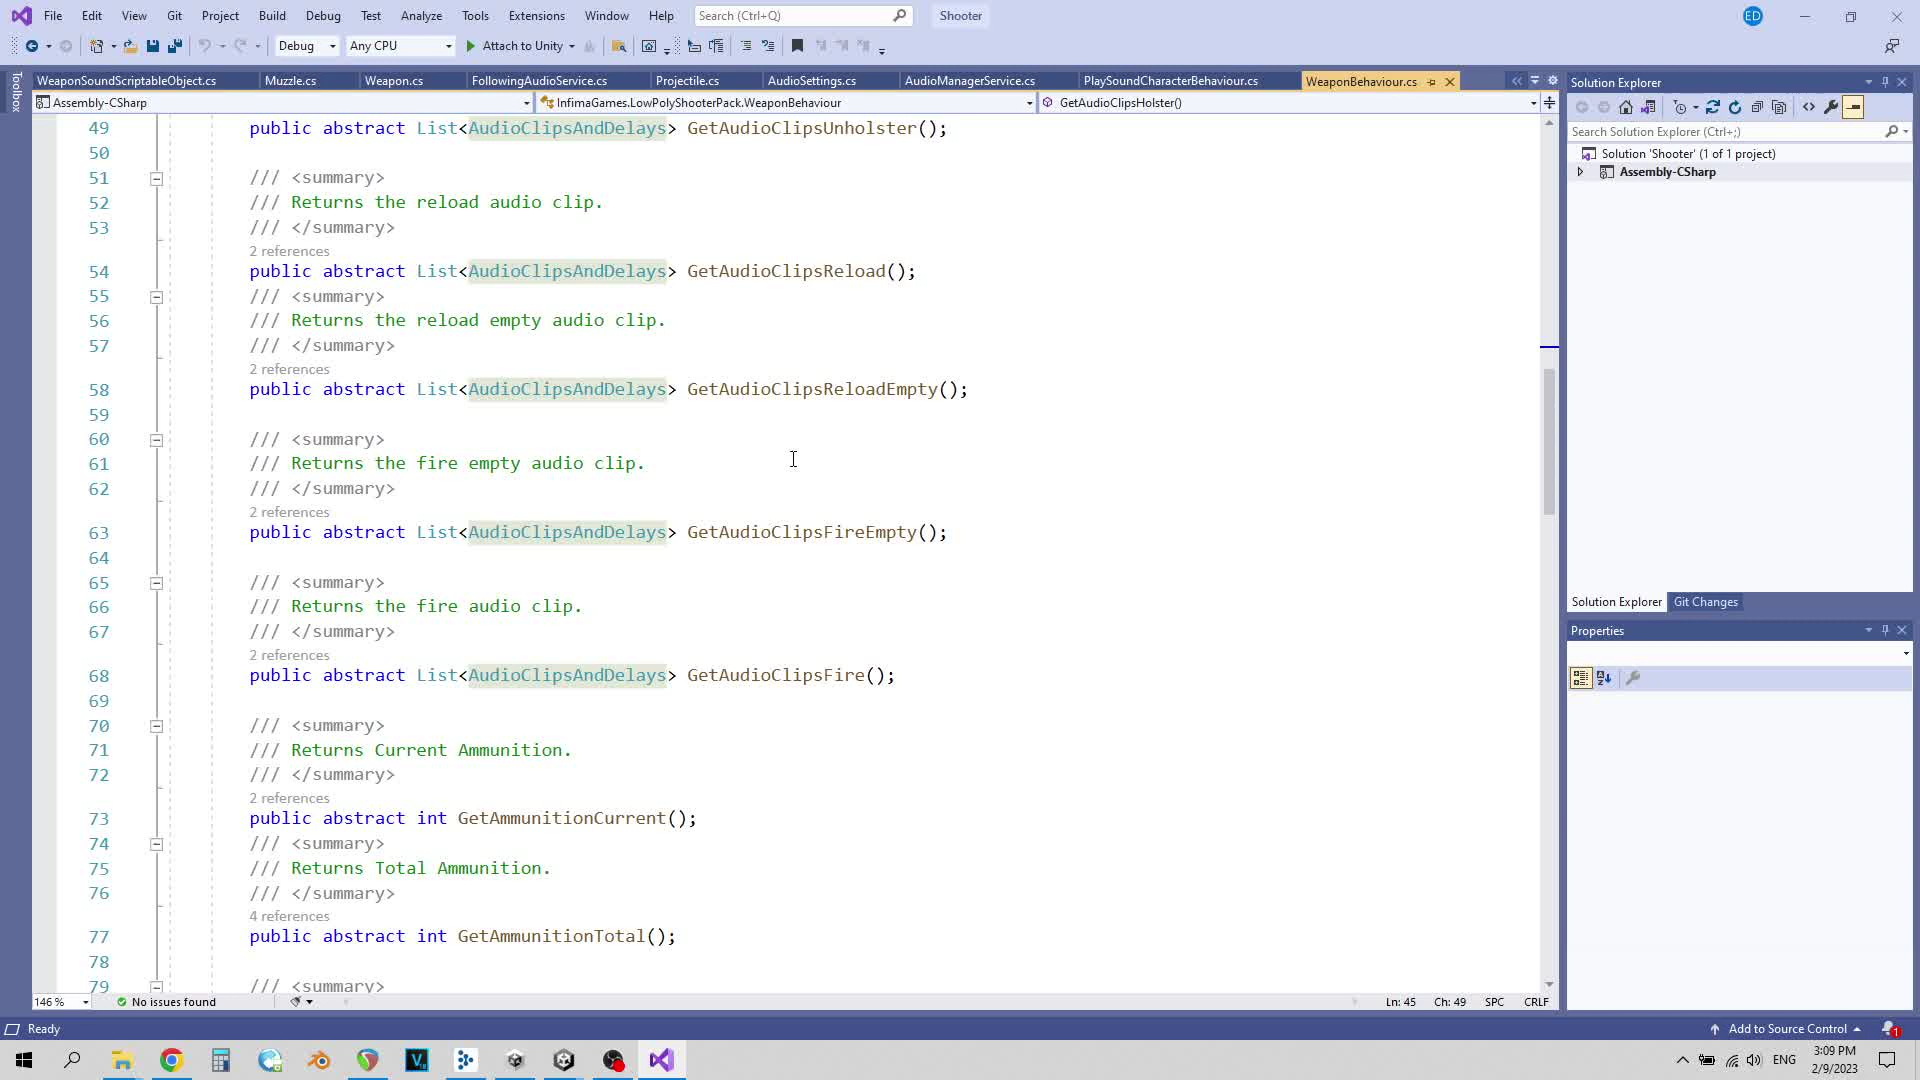 File Edit View Git Project Build Debug Test Analyze Tools Extensions Window Help Search (Ctrl+Q) Shooter ED
Debug Any CPU Attach to Unity
Toolbox
WeaponSoundScriptableObject.cs Muzzle.cs Weapon.cs FollowingAudioService.cs Projectile.cs AudioSettings.cs AudioManagerService.cs PlaySoundCharacterBehaviour.cs WeaponBehaviour.cs
Assembly-CSharp InfimaGames.LowPolyShooterPack.WeaponBehaviour GetAudioClipsHolster()
49 public abstract List<AudioClipsAndDelays> GetAudioClipsUnholster();
50
51 /// <summary>
52 /// Returns the reload audio clip.
53 /// </summary>
2 references
54 public abstract List<AudioClipsAndDelays> GetAudioClipsReload();
55 /// <summary>
56 /// Returns the reload empty audio clip.
57 /// </summary>
2 references
58 public abstract List<AudioClipsAndDelays> GetAudioClipsReloadEmpty();
59
60 /// <summary>
61 /// Returns the fire empty audio clip.
62 /// </summary>
2 references
63 public abstract List<AudioClipsAndDelays> GetAudioClipsFireEmpty();
64
65 /// <summary>
66 /// Returns the fire audio clip.
67 /// </summary>
2 references
68 public abstract List<AudioClipsAndDelays> GetAudioClipsFire();
69
70 /// <summary>
71 /// Returns Current Ammunition.
72 /// </summary>
2 references
73 public abstract int GetAmmunitionCurrent();
74 /// <summary>
75 /// Returns Total Ammunition.
76 /// </summary>
4 references
77 public abstract int GetAmmunitionTotal();
78
79 /// <summary>
146 % No issues found Ln: 45 Ch: 49 SPC CRLF
Solution Explorer
Search Solution Explorer (Ctrl+;)
Solution 'Shooter' (1 of 1 project)
Assembly-CSharp
Solution Explorer Git Changes
Properties
Ready Add to Source Control 1
ENG 3:09 PM
2/9/2023